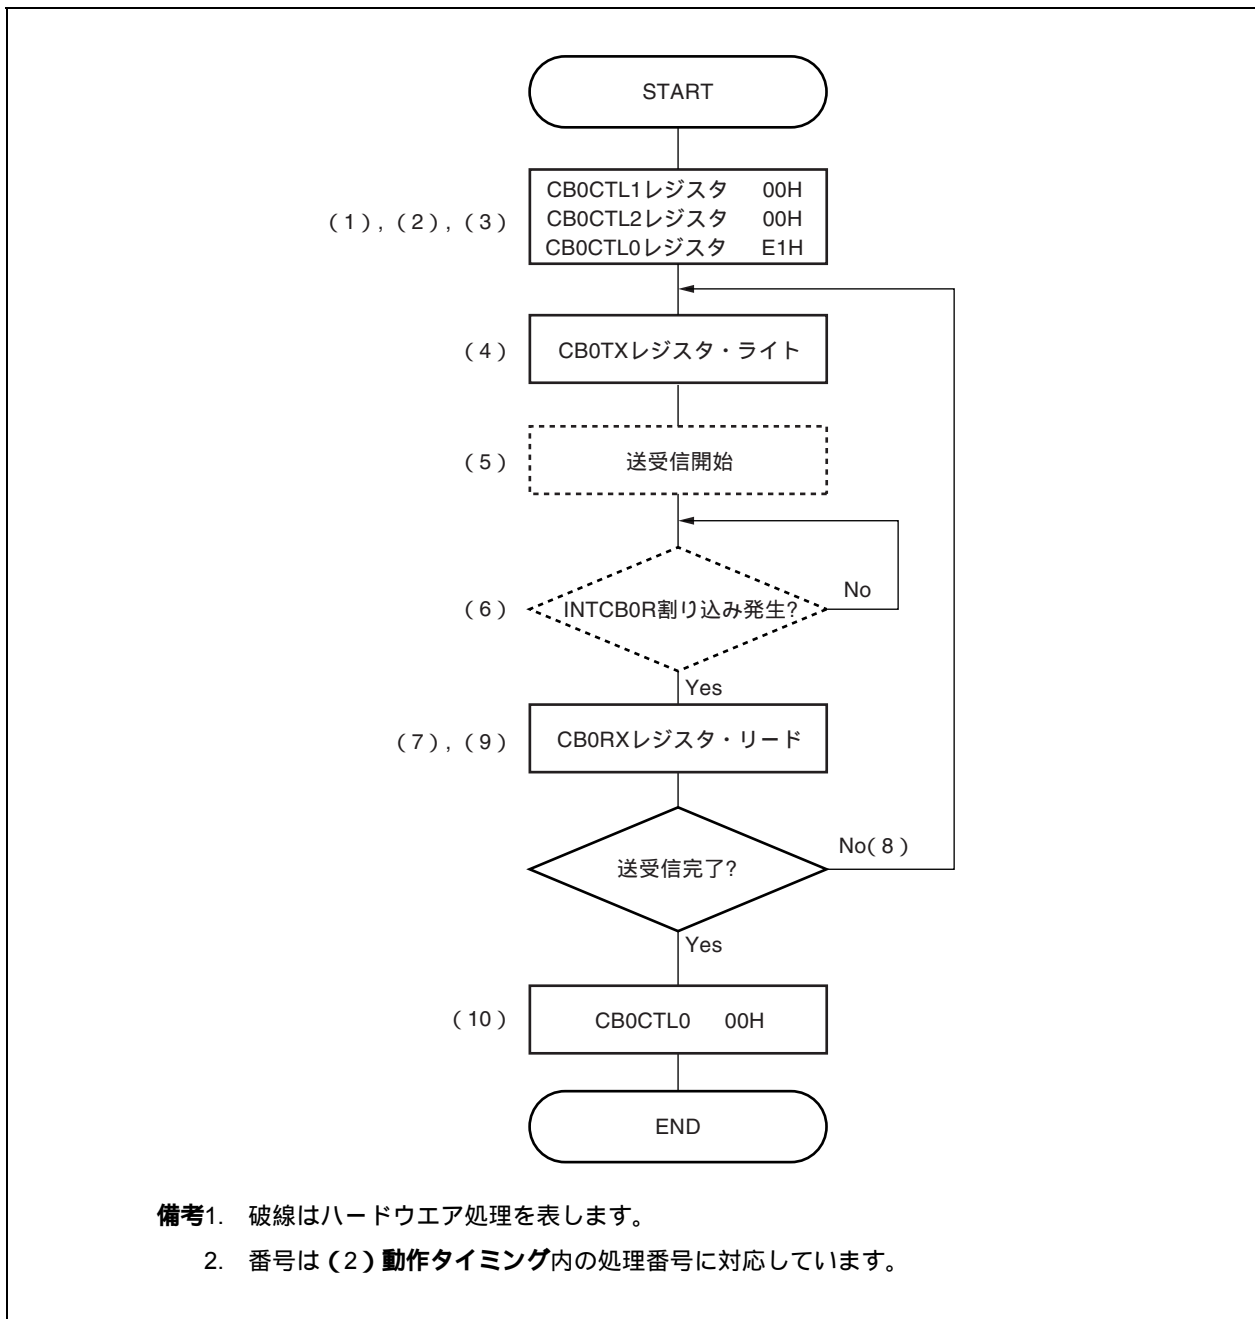 START
(1), (2), (3)
CB0CTL1レジスタ 00H
CB0CTL2レジスタ 00H
CB0CTL0レジスタ E1H
(4)
CB0TXレジスタ・ライト
(5)
送受信開始
(6)
INTCB0R割り込み発生?
No
Yes
(7), (9)
CB0RXレジスタ・リード
送受信完了?
No(8)
Yes
(10)
CB0CTL0 00H
END
備考1. 破線はハードウエア処理を表します。
2. 番号は(2)動作タイミング内の処理番号に対応しています。